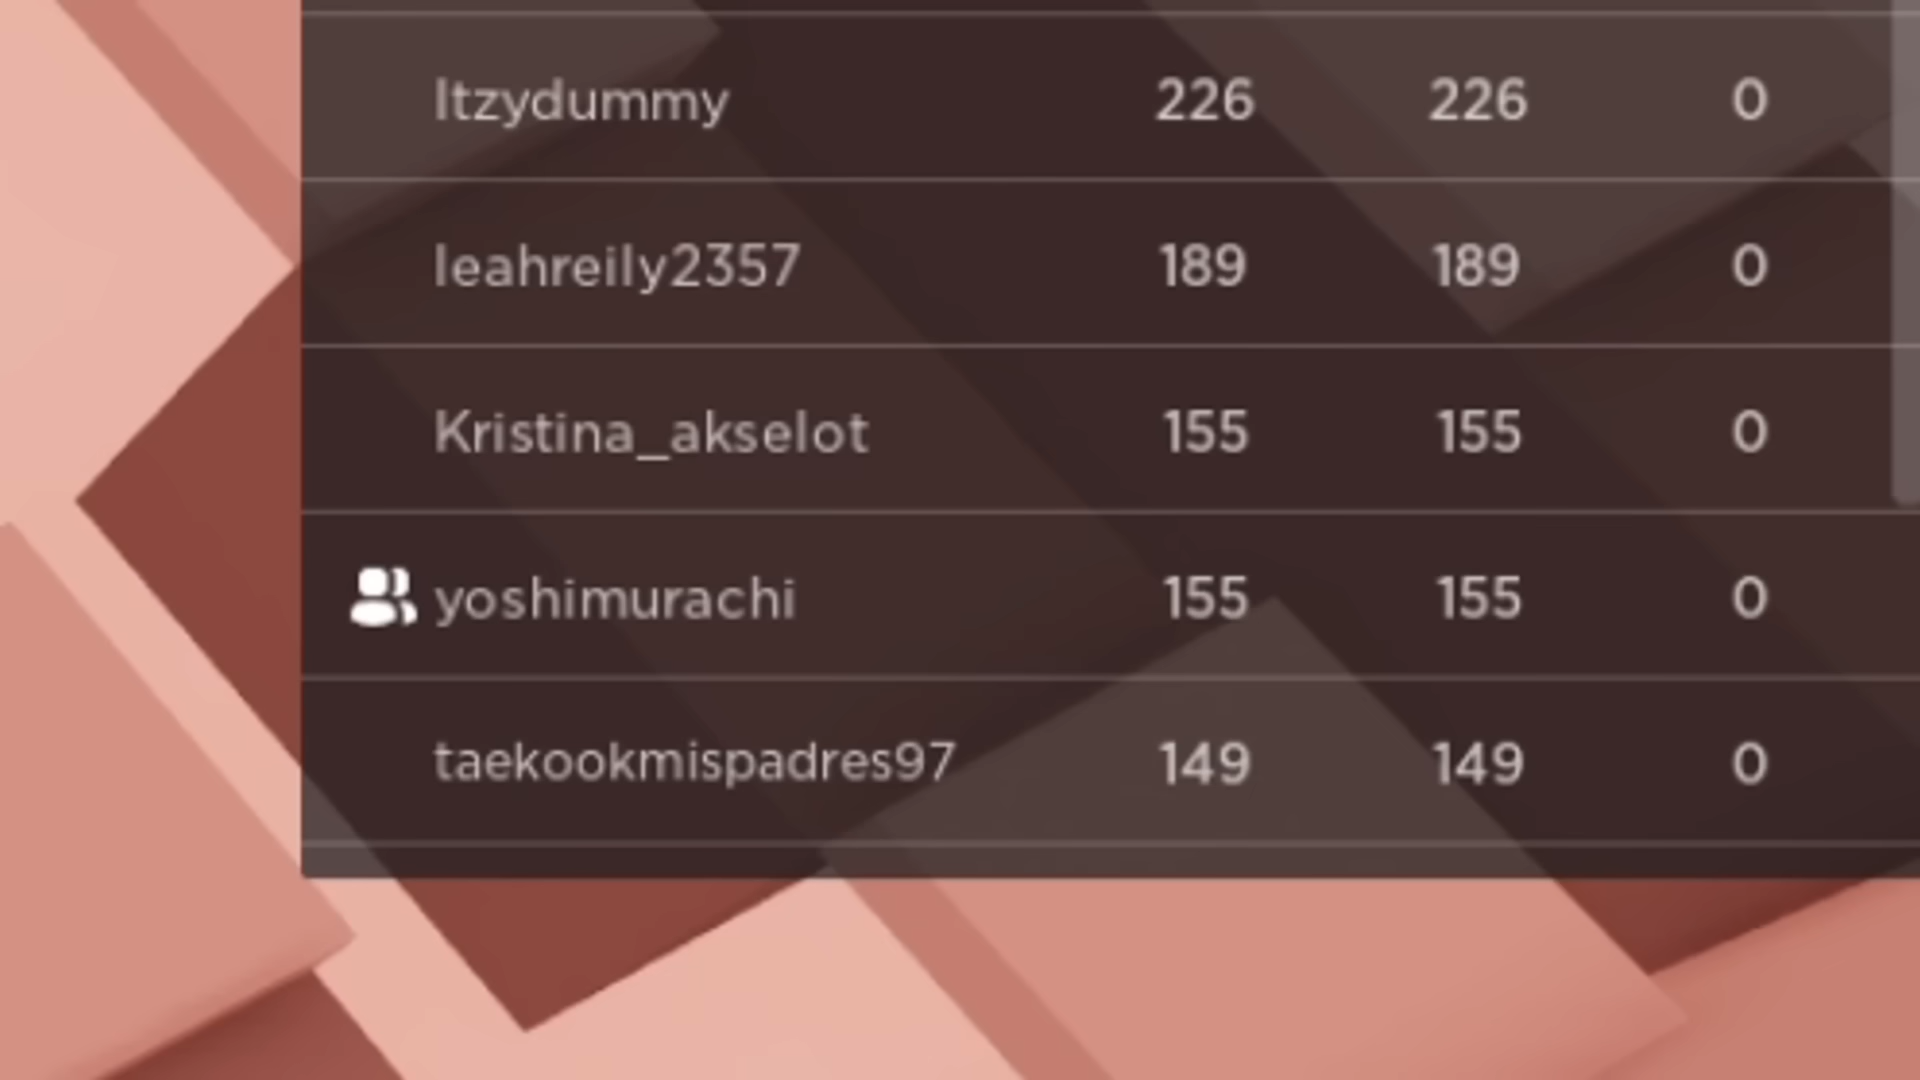 Itzydummy 226 226 0
leahreily2357 189 189 0
Kristina_akselot 155 155 0
yoshimurachi 155 155 0
taekookmispadres97 149 149 0